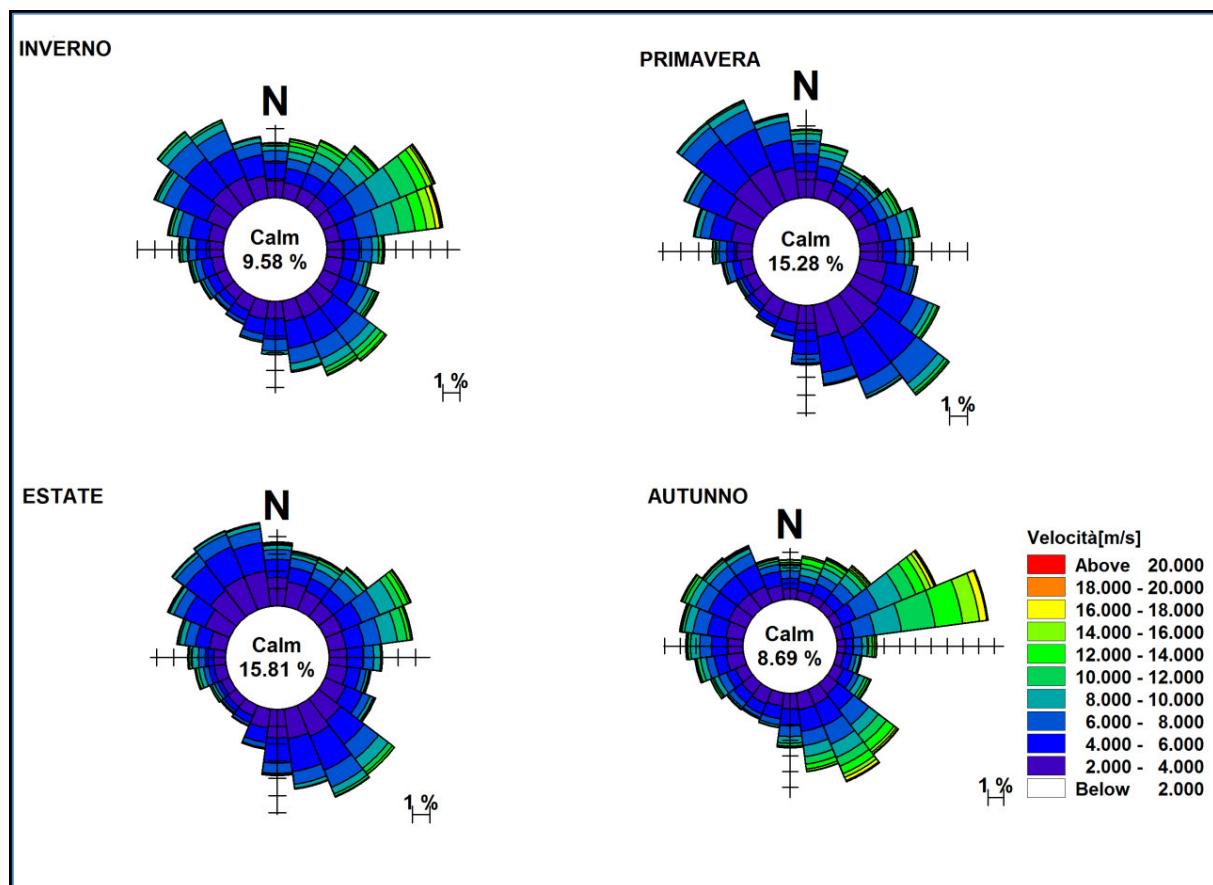 INVERNO
N
Calm
9.58 %
1 %
PRIMAVERA
Calm
15.28 %
N
1 %
ESTATE
N
Calm
15.81 %
1 %
AUTUNNO
N
Calm
8.69 %
1 %
Velocità[m/s]
Above 20.000
18.000 - 20.000
16.000 - 18.000
14.000 - 16.000
12.000 - 14.000
10.000 - 12.000
8.000 - 10.000
6.000 - 8.000
4.000 - 6.000
2.000 - 4.000
Below 2.000